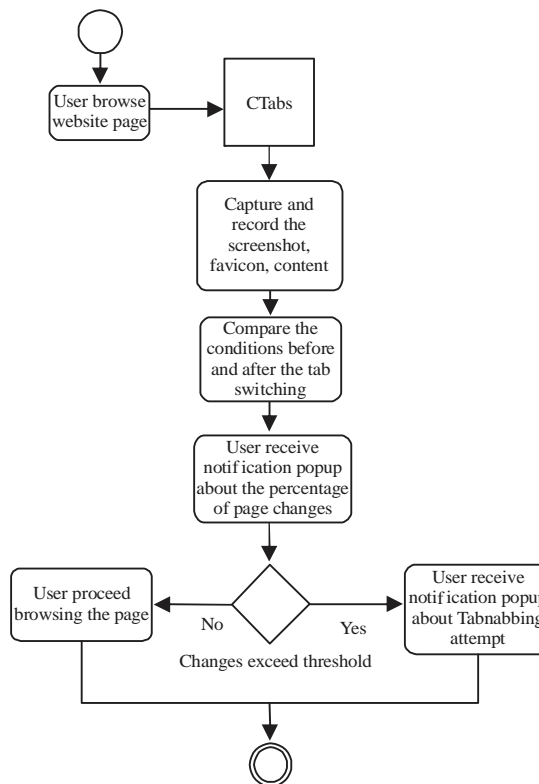 User browse
website page
CTabs
Capture and
record the
screenshot,
favicon, content
Compare the
conditions before
and after the tab
switching
User receive
notification popup
about the percentage
of page changes
User proceed
browsing the page
No
Yes
User receive
notification popup
about Tabnabbing
attempt
Changes exceed threshold